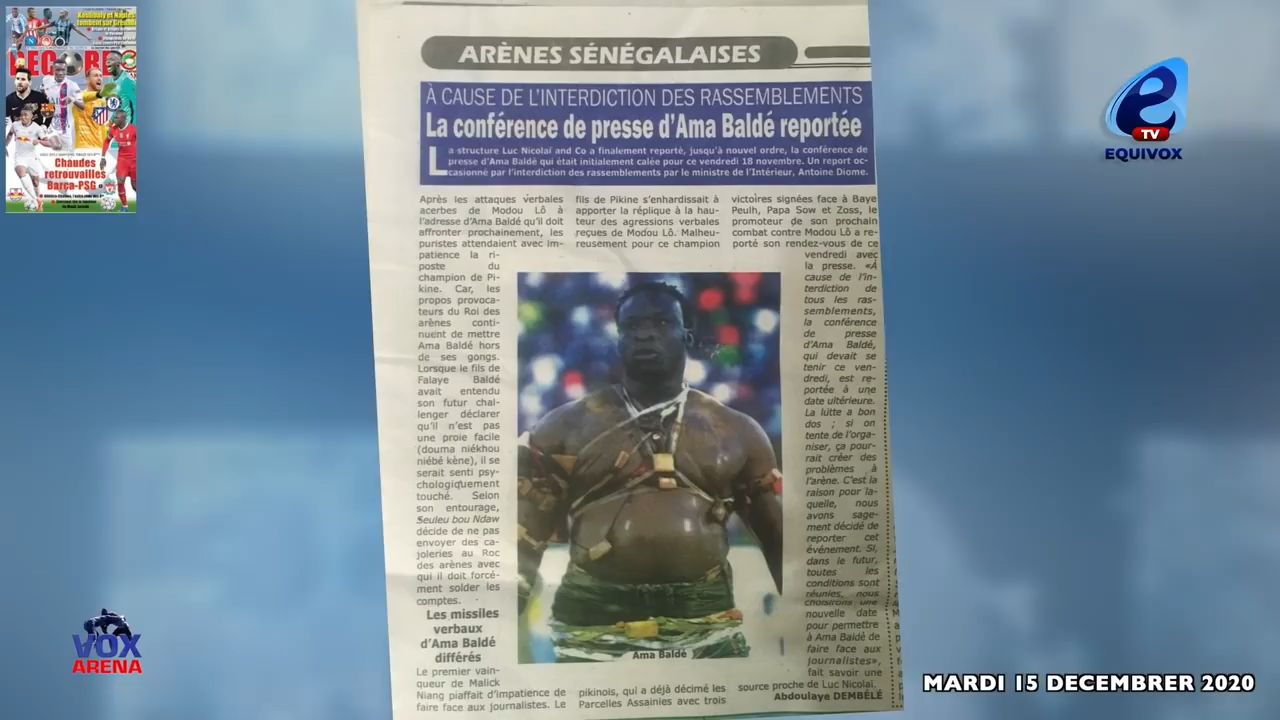 Koulibaly et Naples
tombent sur Grenade
Chaudes
retrouvailles
Barça-PSG
e
TV
EQUIVOX
ARÈNES SÉNÉGALAISES
À CAUSE DE L'INTERDICTION DES RASSEMBLEMENTS
La conférence de presse d'Ama Baldé reportée
La structure Luc Nicolaï and Co a finalement reporté, jusqu'à nouvel ordre, la conférence de
presse d'Ama Baldé qui était initialement calée pour ce vendredi 18 novembre. Un report oc-
casionné par l'interdiction des rassemblements par le ministre de l'Intérieur, Antoine Diome.
Après les attaques verbales
acerbes de Modou Lô à
l'adresse d'Ama Baldé qu'il doit
affronter prochainement, les
puristes attendaient avec im-
patience la ri-
poste du
champion de Pi-
kine. Car, les
propos provoca-
teurs du Roi des
arènes conti-
nuent de mettre
Ama Baldé hors
de ses gongs.
Lorsque le fils de
Falaye Baldé
avait entendu
son futur chal-
lenger déclarer
qu'il n'est pas
une proie facile
(douma niékhou
niébé kène), il se
serait senti psy-
chologiquement
touché. Selon
son entourage,
Seuleu bou Ndaw
décide de ne pas
envoyer des ca-
joleries au Roc
des arènes avec
qui il doit forcé-
ment solder les
comptes.
Les missiles
verbaux
d'Ama Baldé
différés
Le premier vain-
queur de Malick
Niang piaffait d'impatience de
faire face aux journalistes. Le
fils de Pikine s'enhardissait à
apporter la réplique à la hau-
teur des agressions verbales
reçues de Modou Lô. Malheu-
reusement pour ce champion
Ama Baldé
pikinois, qui a déjà décimé les
Parcelles Assainies avec trois
victoires signées face à Baye
Peulh, Papa Sow et Zoss, le
promoteur de son prochain
combat contre Modou Lô a re-
porté son rendez-vous de ce
vendredi avec
la presse. «À
cause de l'in-
terdiction de
tous les ras-
semblements,
la conférence
de presse
d'Ama Baldé,
qui devait se
tenir ce ven-
dredi, est re-
portée à une
date ultérieure.
La lutte a bon
dos ; si on
tente de l'orga-
niser, ça pour-
rait créer des
problèmes à
l'arène. C'est la
raison pour la-
quelle, nous
avons sage-
ment décidé de
reporter cet
événement. Si,
dans le futur,
toutes les
conditions sont
réunies, nous
choisirons une
nouvelle date
pour permettre
à Ama Baldé de
faire face aux
journalistes»,
fait savoir une
source proche de Luc Nicolaï.
Abdoulaye DEMBÉLÉ
VOX
ARENA
MARDI 15 DECEMBRER 2020